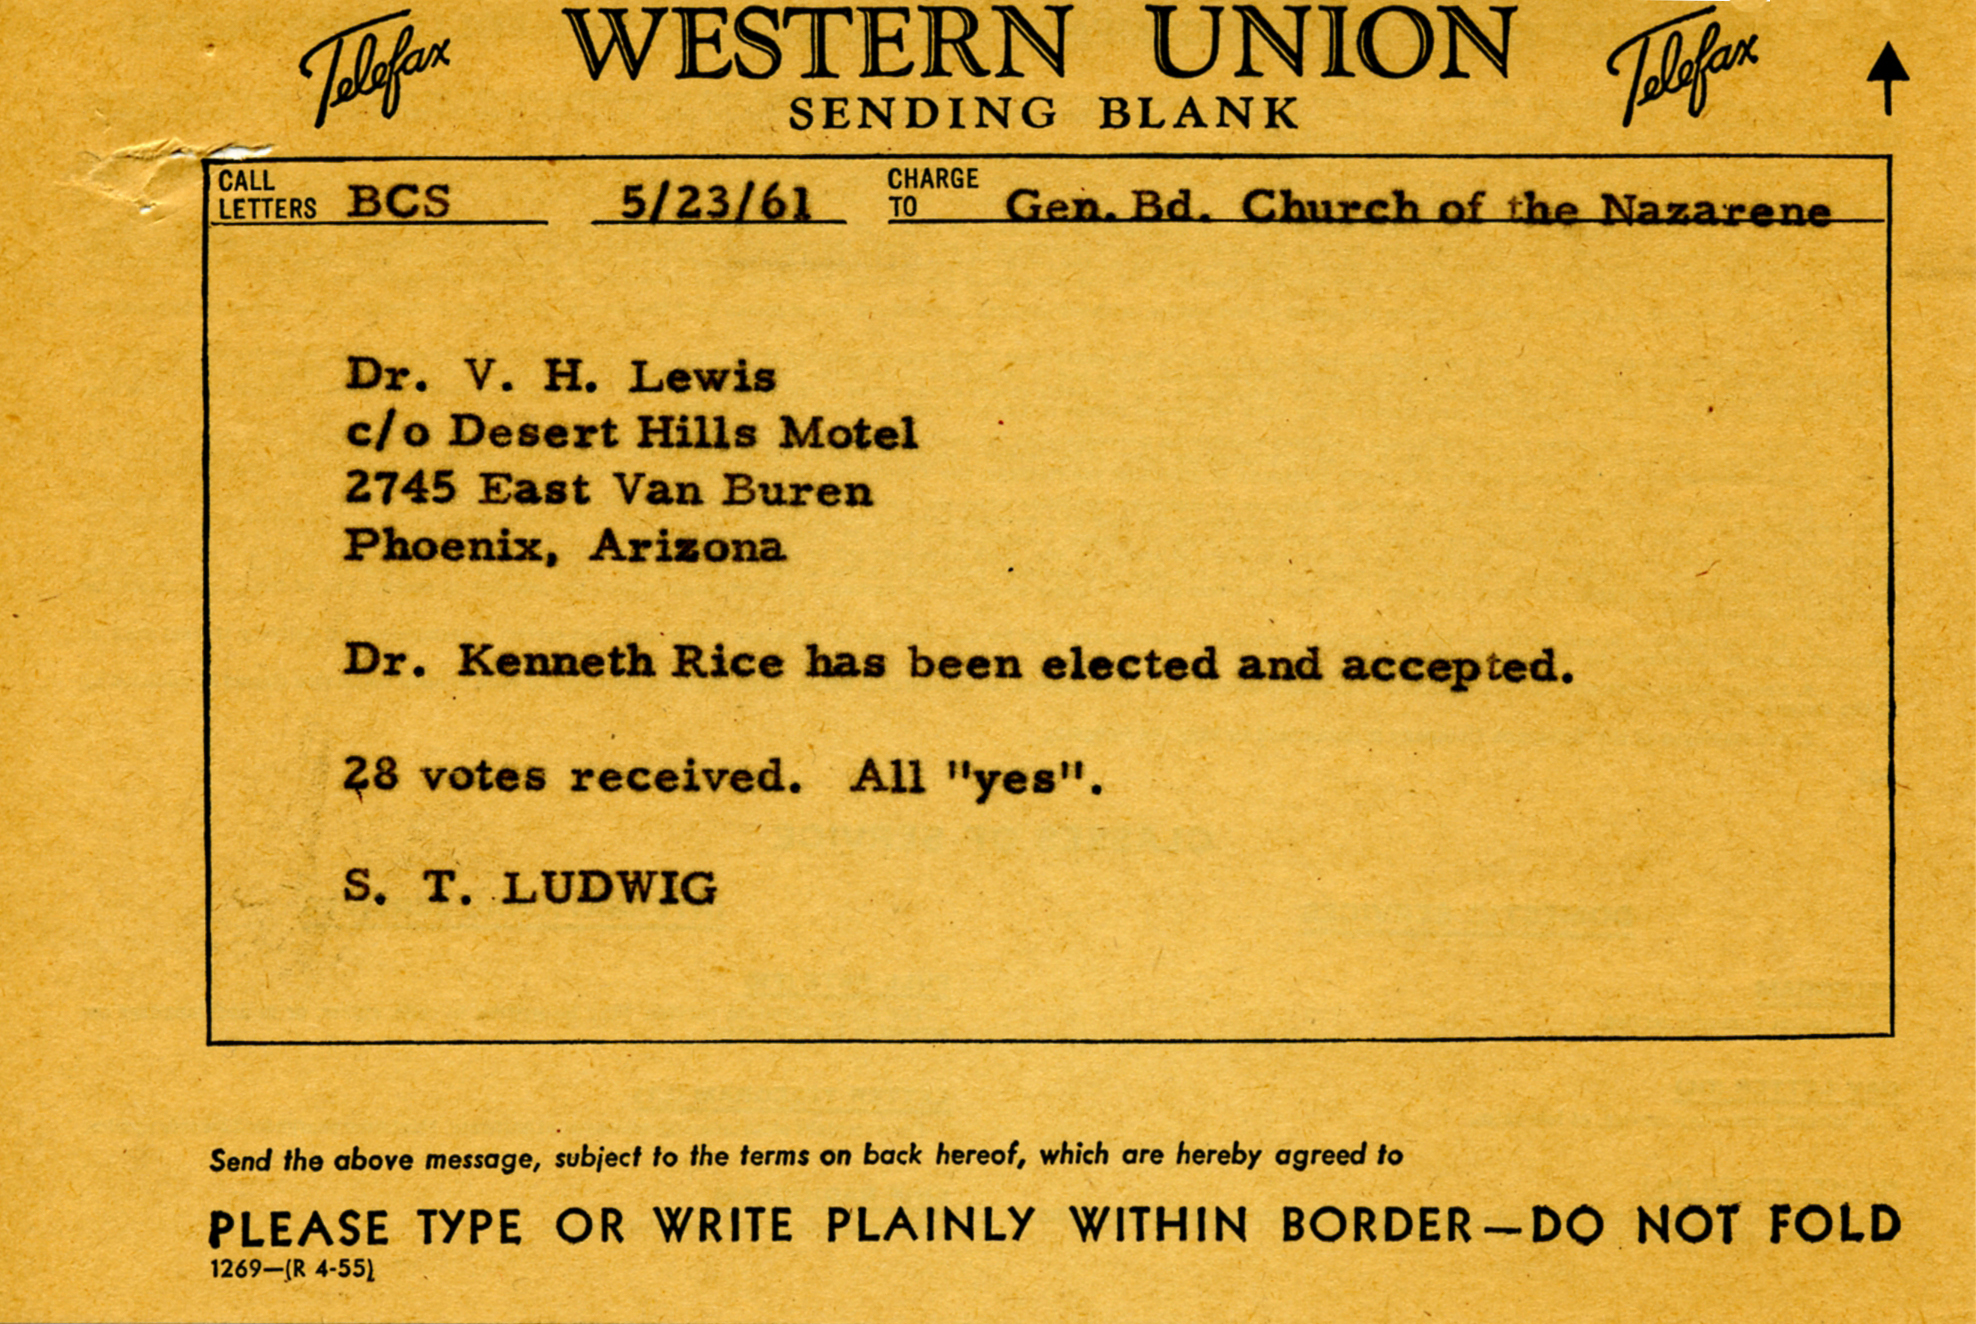 Telefax WESTERN UNION Telefax
SENDING BLANK
CALL LETTERS BCS 5/23/61 CHARGE TO Gen. Bd. Church of the Nazarene
Dr. V. H. Lewis
c/o Desert Hills Motel
2745 East Van Buren
Phoenix, Arizona
Dr. Kenneth Rice has been elected and accepted.
28 votes received. All "yes".
S. T. LUDWIG
Send the above message, subject to the terms on back hereof, which are hereby agreed to
PLEASE TYPE OR WRITE PLAINLY WITHIN BORDER—DO NOT FOLD
1269—(R 4-55)